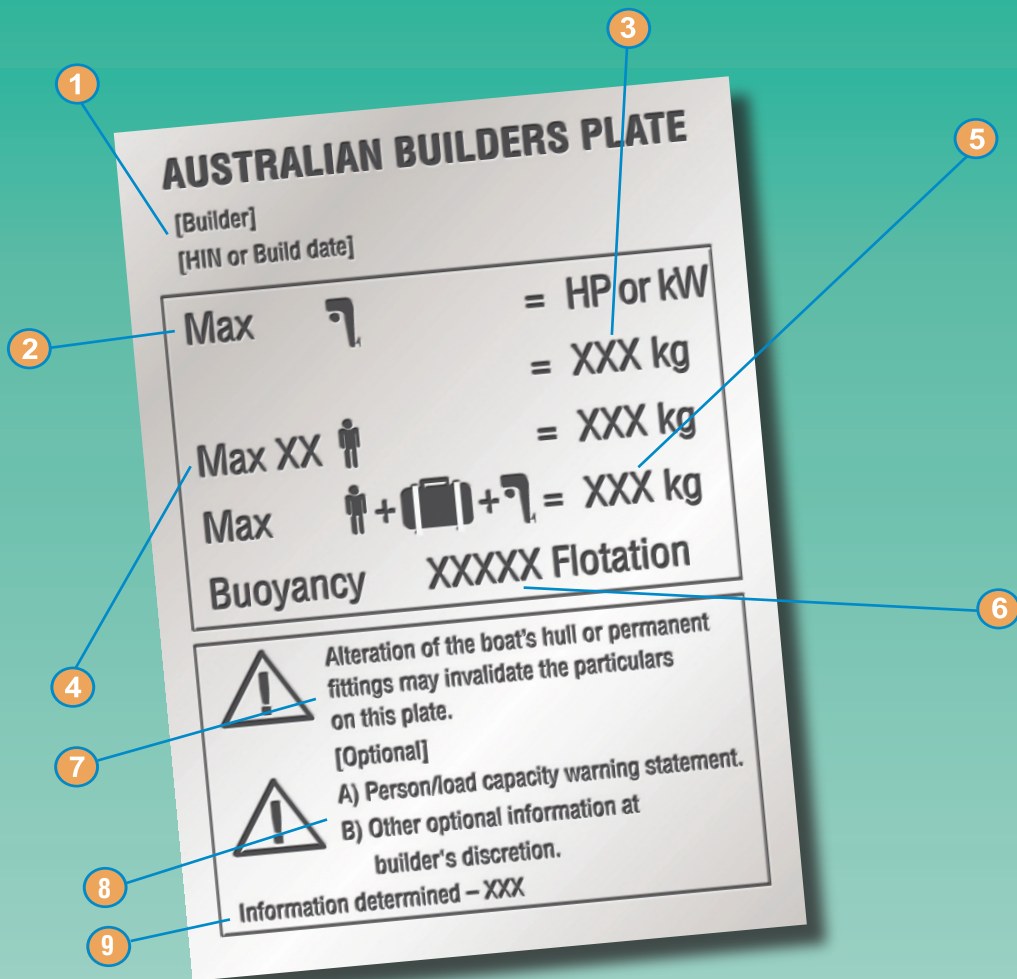 1
3
5
AUSTRALIAN BUILDERS PLATE
[Builder]
[HIN or Build date]
2
Max = HP or kW
= XXX kg
Max XX = XXX kg
Max + + = XXX kg
Buoyancy XXXXX Flotation
6
4
7
Alteration of the boat's hull or permanent
fittings may invalidate the particulars
on this plate.
[Optional]
A) Person/load capacity warning statement.
B) Other optional information at
builder's discretion.
8
Information determined – XXX
9